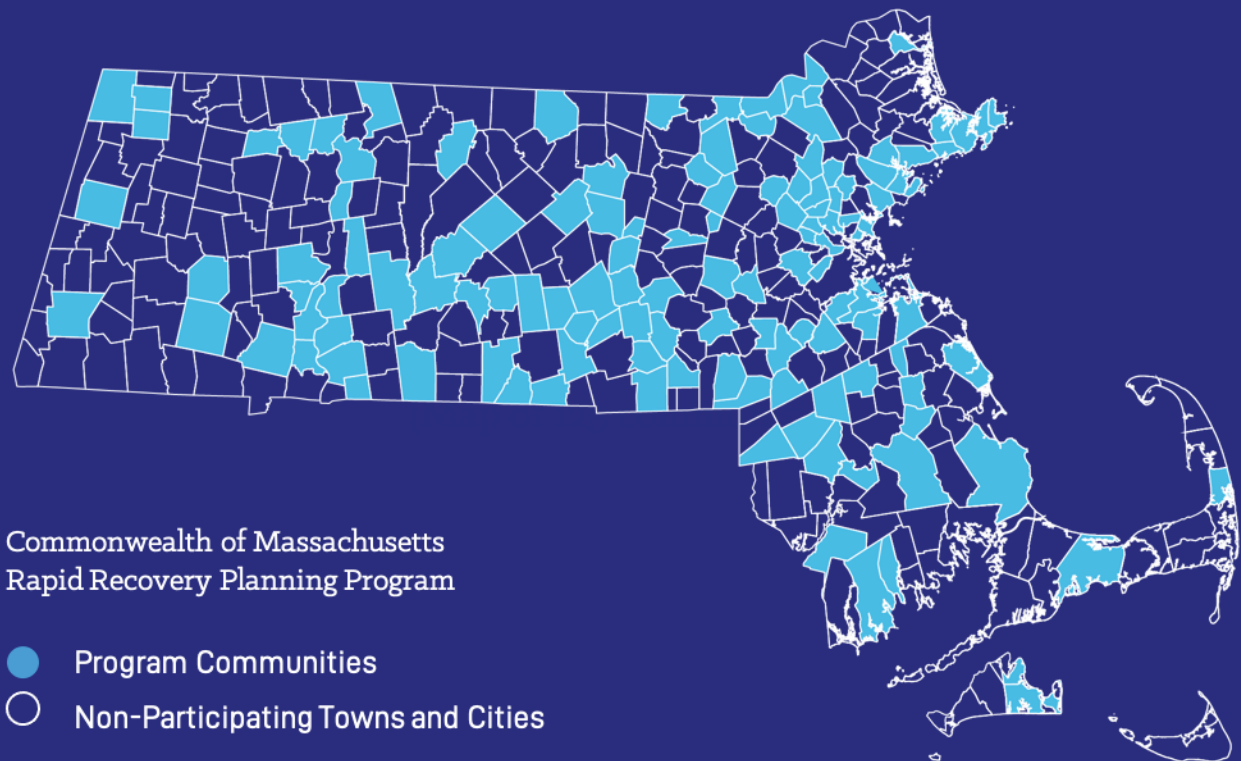 Commonwealth of Massachusetts
Rapid Recovery Planning Program
Program Communities
Non-Participating Towns and Cities